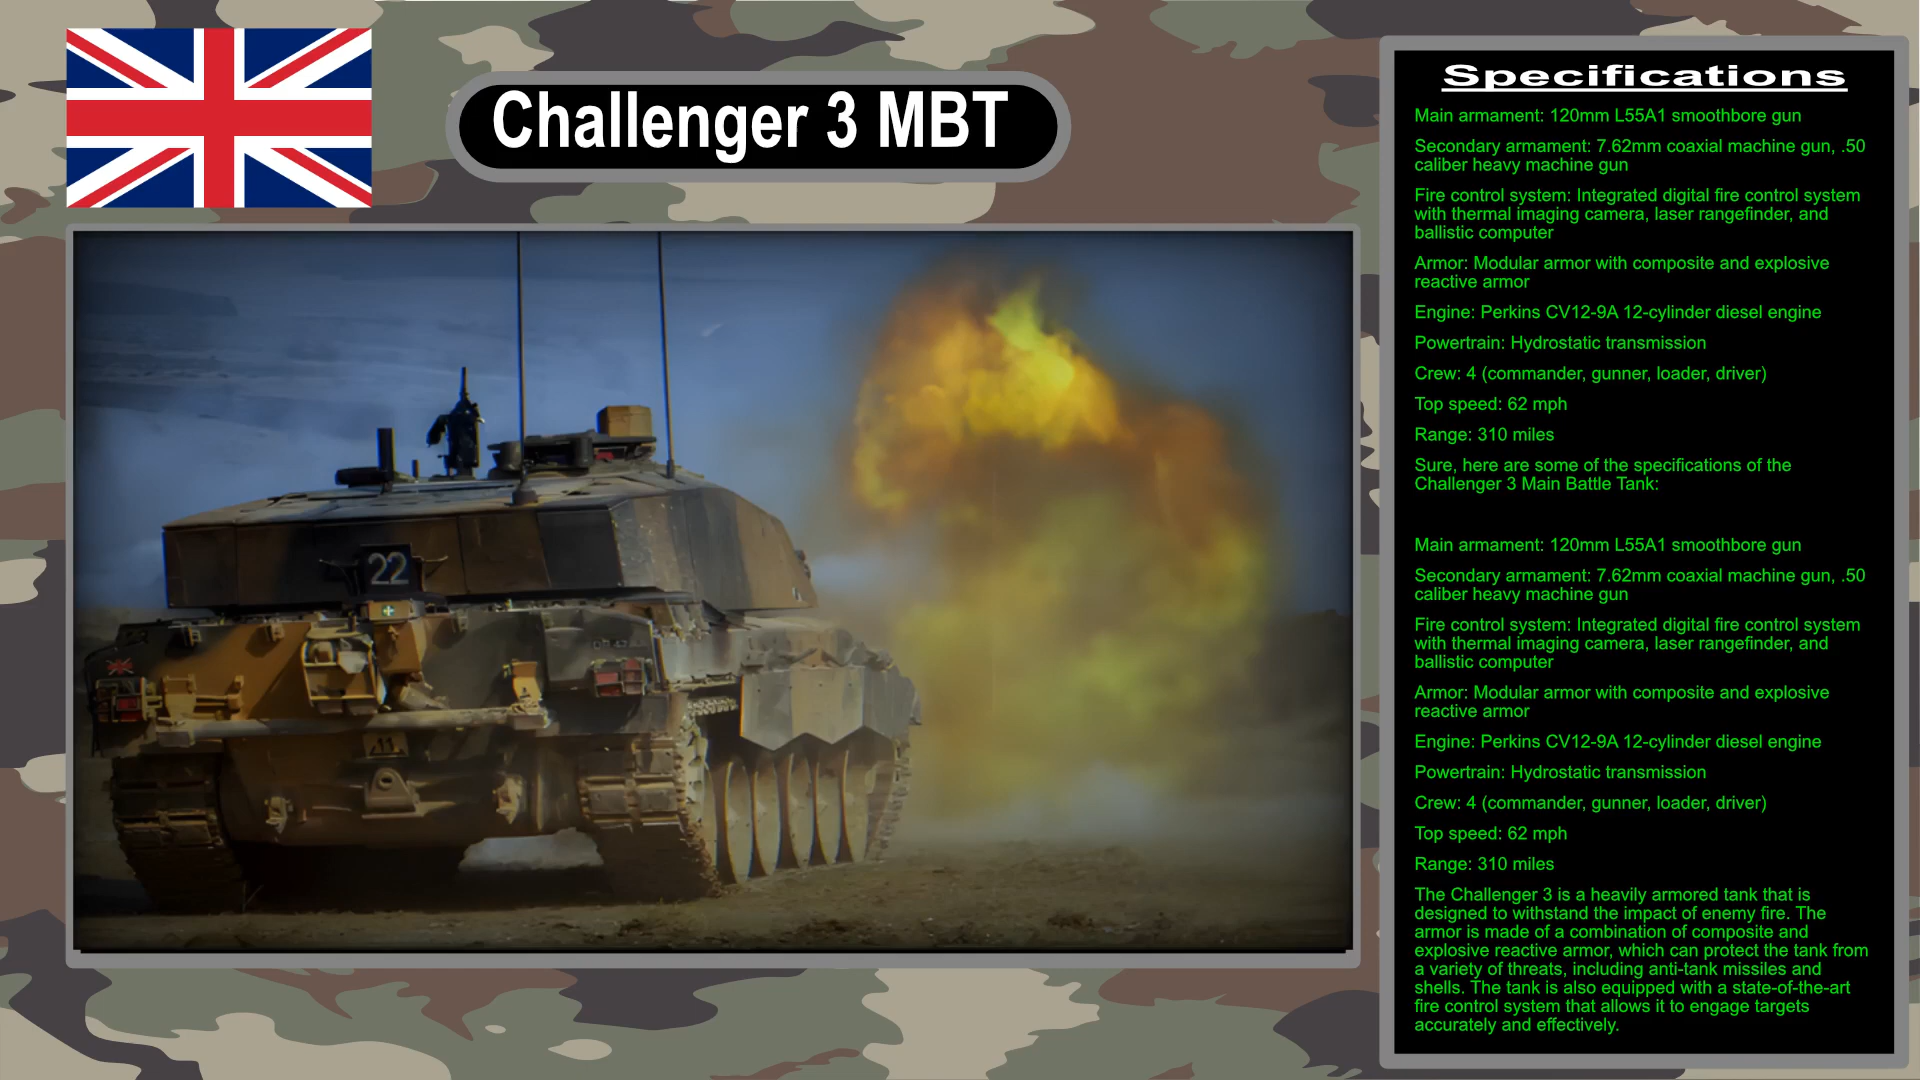 Challenger 3 MBT
22
11
Specifications
Main armament: 120mm L55A1 smoothbore gun
Secondary armament: 7.62mm coaxial machine gun, .50
caliber heavy machine gun
Fire control system: Integrated digital fire control system
with thermal imaging camera, laser rangefinder, and
ballistic computer
Armor: Modular armor with composite and explosive
reactive armor
Engine: Perkins CV12-9A 12-cylinder diesel engine
Powertrain: Hydrostatic transmission
Crew: 4 (commander, gunner, loader, driver)
Top speed: 62 mph
Range: 310 miles
Sure, here are some of the specifications of the
Challenger 3 Main Battle Tank:
Main armament: 120mm L55A1 smoothbore gun
Secondary armament: 7.62mm coaxial machine gun, .50
caliber heavy machine gun
Fire control system: Integrated digital fire control system
with thermal imaging camera, laser rangefinder, and
ballistic computer
Armor: Modular armor with composite and explosive
reactive armor
Engine: Perkins CV12-9A 12-cylinder diesel engine
Powertrain: Hydrostatic transmission
Crew: 4 (commander, gunner, loader, driver)
Top speed: 62 mph
Range: 310 miles
The Challenger 3 is a heavily armored tank that is
designed to withstand the impact of enemy fire. The
armor is made of a combination of composite and
explosive reactive armor, which can protect the tank from
a variety of threats, including anti-tank missiles and
shells. The tank is also equipped with a state-of-the-art
fire control system that allows it to engage targets
accurately and effectively.